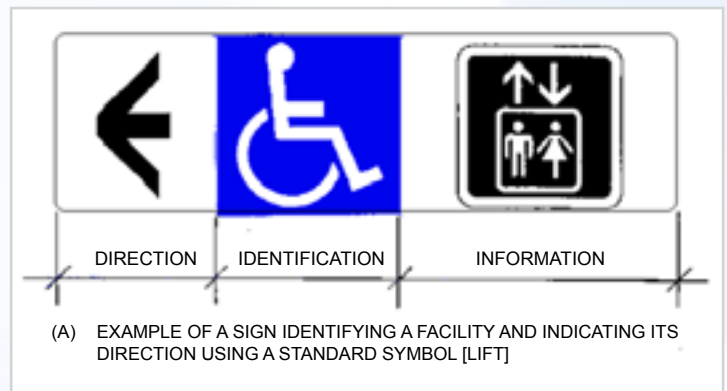 DIRECTION IDENTIFICATION INFORMATION
(A) EXAMPLE OF A SIGN IDENTIFYING A FACILITY AND INDICATING ITS
DIRECTION USING A STANDARD SYMBOL [LIFT]